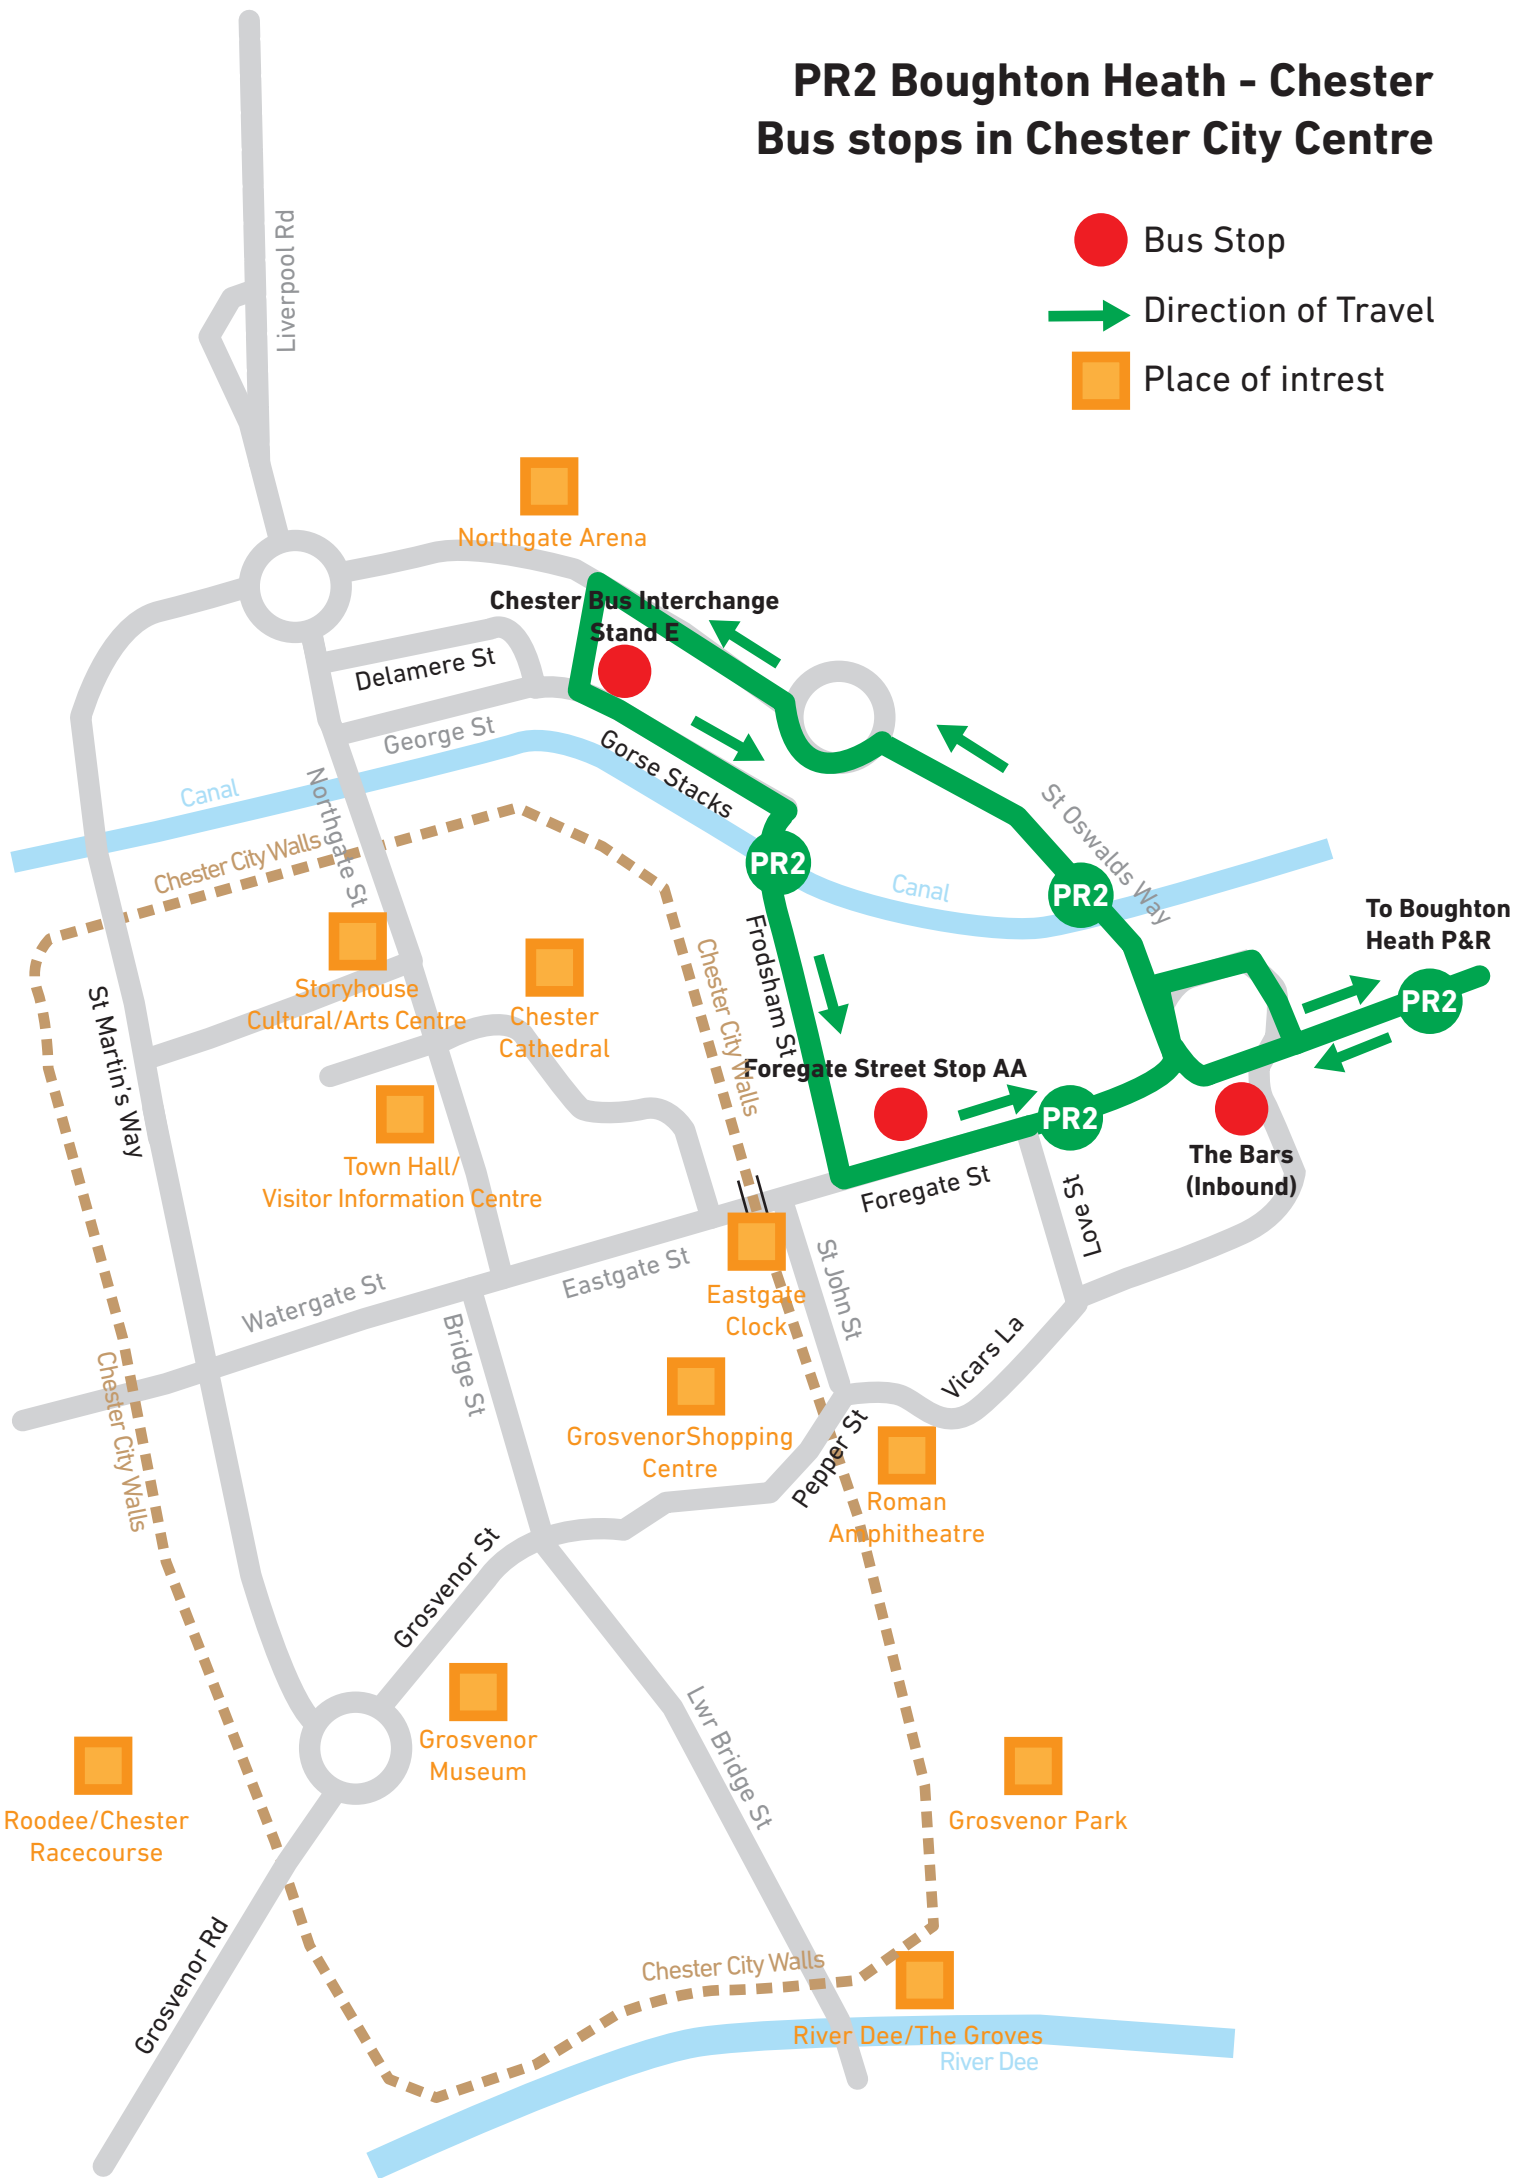 PR2 Boughton Heath - Chester
Bus stops in Chester City Centre
Bus Stop
Direction of Travel
Place of intrest
Liverpool Rd
Northgate Arena
Chester Bus Interchange
Stand E
Delamere St
George St
Gorse Stacks
Canal
Northgate St
Chester City Walls
St Oswalds Way
PR2
PR2
Canal
To Boughton
Heath P&R
PR2
Storyhouse
Cultural/Arts Centre
Chester
Cathedral
Chester City Walls
Frodsham St
St Martin's Way
Foregate Street Stop AA
PR2
The Bars
(Inbound)
Town Hall/
Visitor Information Centre
Foregate St
Love St
Eastgate St
Watergate St
Eastgate
Clock
St John St
Bridge St
Vicars La
Chester City Walls
GrosvenorShopping
Centre
Pepper St
Roman
Amphitheatre
Grosvenor St
Grosvenor
Museum
Lwr Bridge St
Roodee/Chester
Racecourse
Grosvenor Park
Grosvenor Rd
Chester City Walls
River Dee/The Groves
River Dee